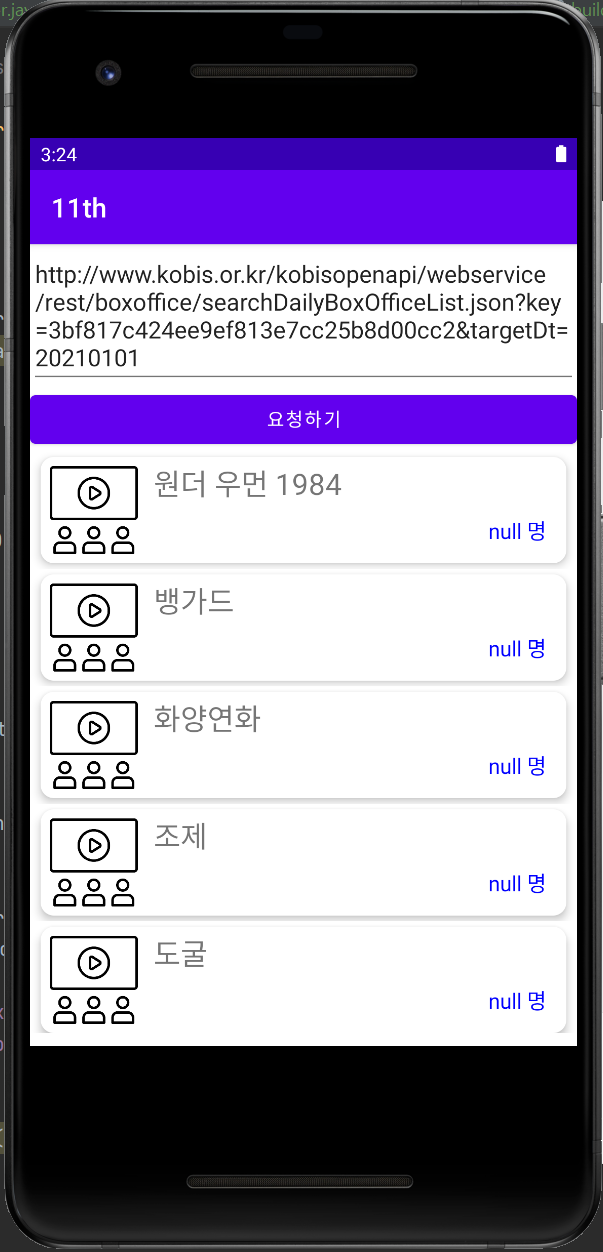 r.jav
build
3:24
11th
http://www.kobis.or.kr/kobisopenapi/webservice
/rest/boxoffice/searchDailyBoxOfficeList.json?key
=3bf817c424ee9ef813e7cc25b8d00cc2&targetDt=
20210101
요청하기
원더 우먼 1984
null 명
뱅가드
null 명
화양연화
null 명
조제
null 명
도굴
null 명